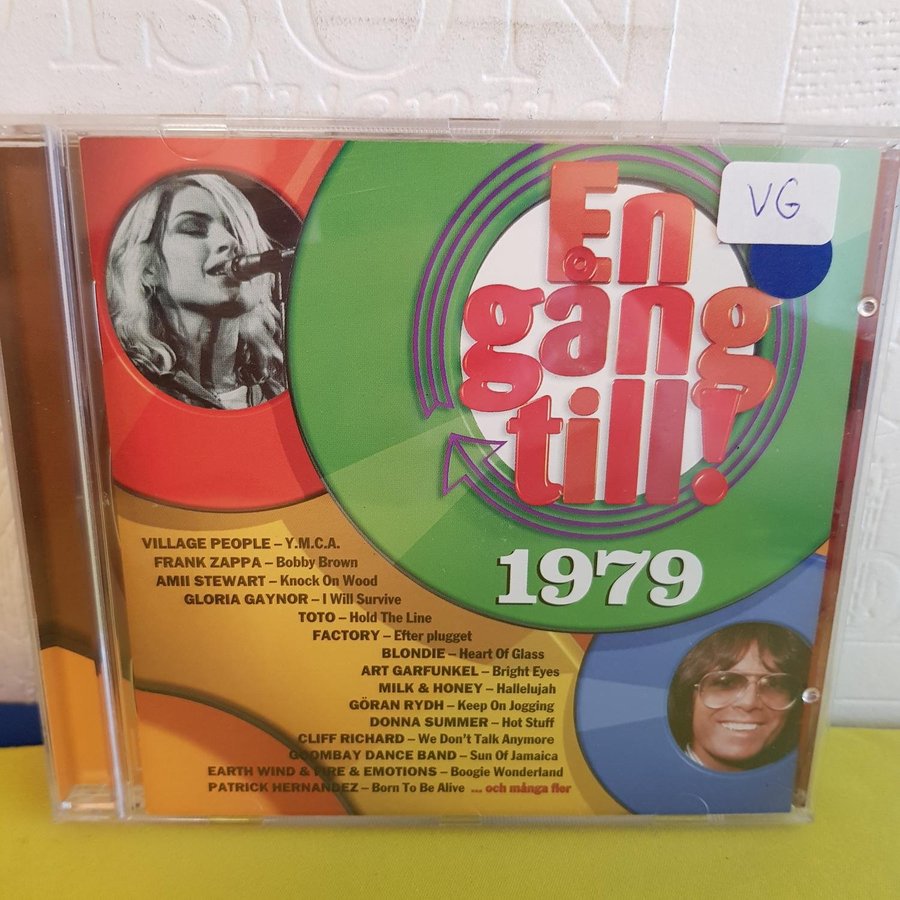 ISON
VG
En
gång
till!
1979
VILLAGE PEOPLE – Y.M.C.A.
FRANK ZAPPA – Bobby Brown
AMII STEWART – Knock On Wood
GLORIA GAYNOR – I Will Survive
TOTO – Hold The Line
FACTORY – Efter plugget
BLONDIE – Heart Of Glass
ART GARFUNKEL – Bright Eyes
MILK & HONEY – Hallelujah
GÖRAN RYDH – Keep On Jogging
DONNA SUMMER – Hot Stuff
CLIFF RICHARD – We Don't Talk Anymore
GOOMBAY DANCE BAND – Sun Of Jamaica
EARTH WIND & FIRE & EMOTIONS – Boogie Wonderland
PATRICK HERNANDEZ – Born To Be Alive ... och många fler